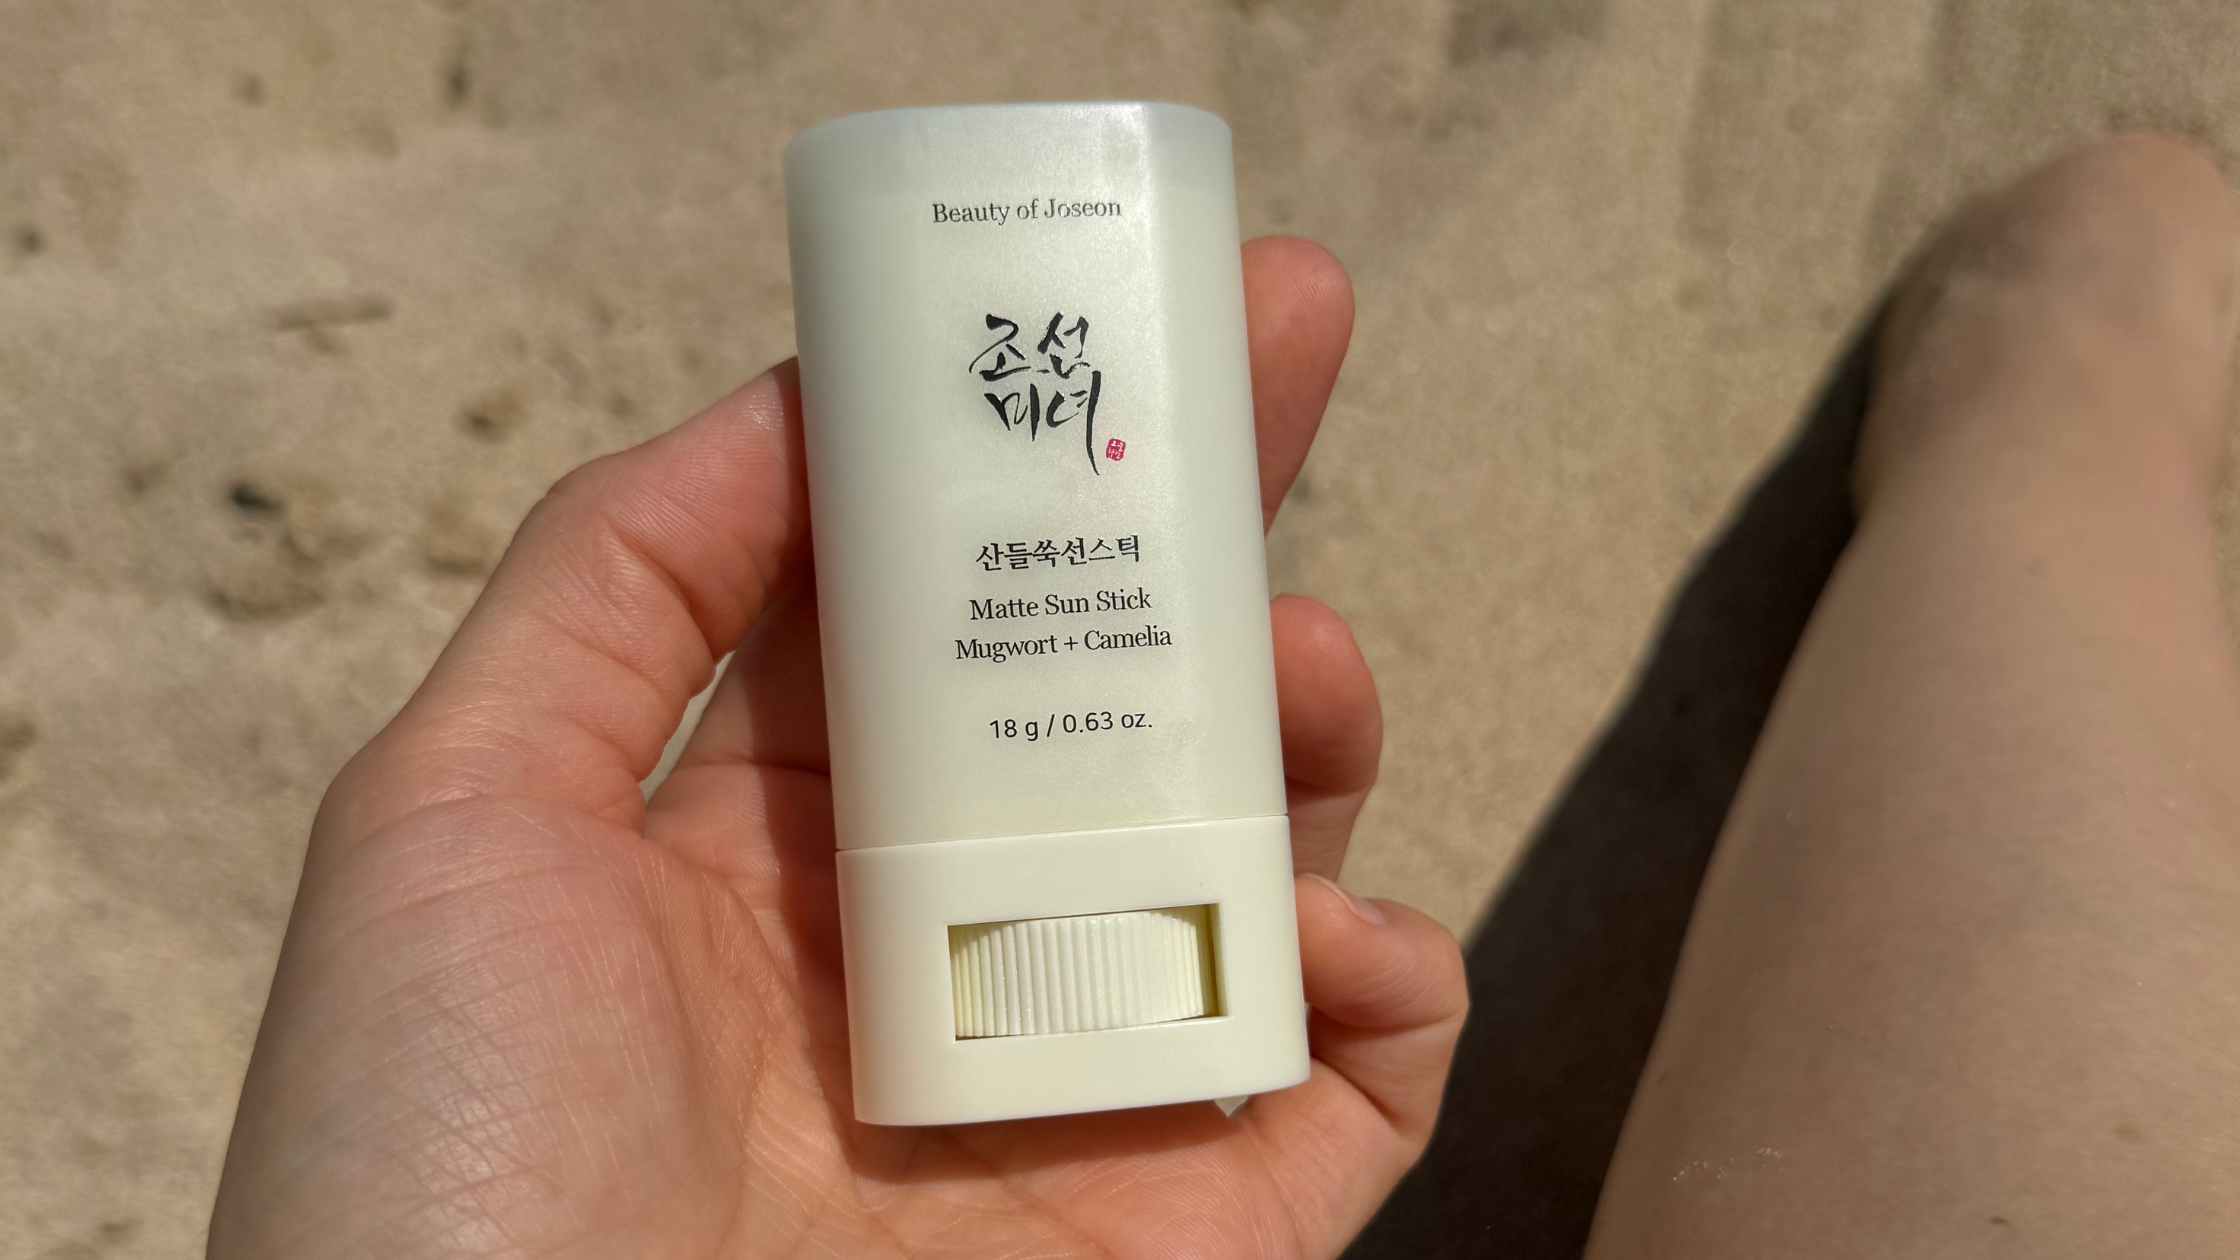 Beauty of Joseon
조선
미녀
산들쑥선스틱
Matte Sun Stick
Mugwort + Camelia
18 g / 0.63 oz.